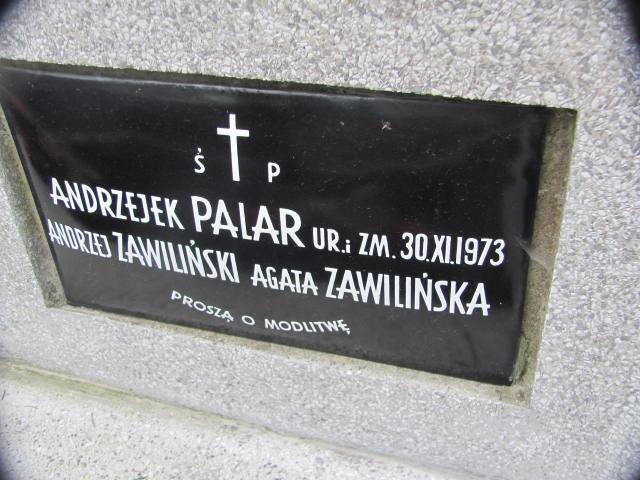 Ś P
ANDRZEJEK PALAR UR. i ZM. 30.XI.1973
ANDRZEJ ZAWILIŃSKI AGATA ZAWILIŃSKA
PROSZĄ O MODLITWĘ